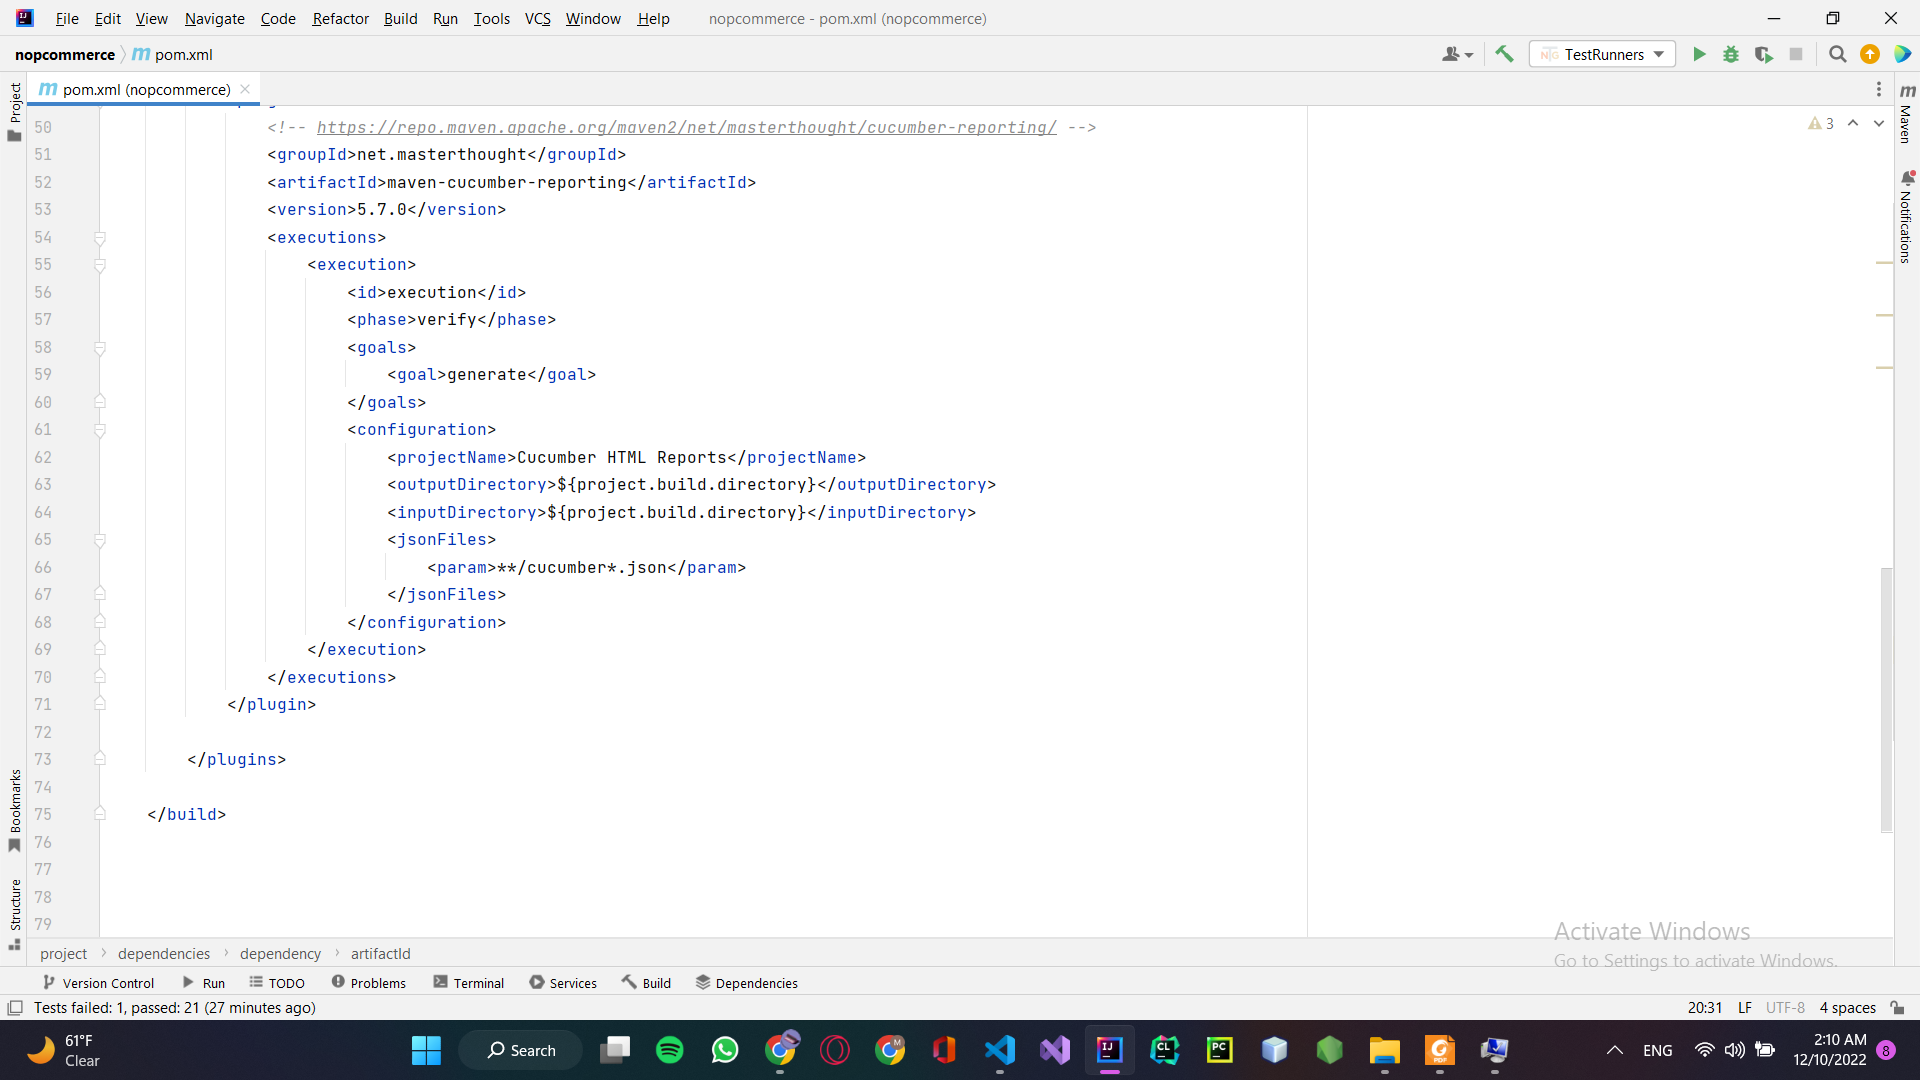 File Edit View Navigate Code Refactor Build Run Tools VCS Window Help nopcommerce - pom.xml (nopcommerce)
nopcommerce m pom.xml TestRunners
m pom.xml (nopcommerce)
Project
50 <!-- https://repo.maven.apache.org/maven2/net/masterthought/cucumber-reporting/ -->
3
51 <groupId>net.masterthought</groupId>
52 <artifactId>maven-cucumber-reporting</artifactId>
53 <version>5.7.0</version>
54 <executions>
55 <execution>
56 <id>execution</id>
57 <phase>verify</phase>
58 <goals>
59 <goal>generate</goal>
60 </goals>
61 <configuration>
62 <projectName>Cucumber HTML Reports</projectName>
63 <outputDirectory>${project.build.directory}</outputDirectory>
64 <inputDirectory>${project.build.directory}</inputDirectory>
65 <jsonFiles>
66 <param>**/cucumber*.json</param>
67 </jsonFiles>
68 </configuration>
69 </execution>
70 </executions>
71 </plugin>
72
73 </plugins>
74
75 </build>
76
77
78
79
m Maven
Notifications
Bookmarks
Structure
Activate Windows
Go to Settings to activate Windows.
project dependencies dependency artifactId
Version Control Run TODO Problems Terminal Services Build Dependencies
Tests failed: 1, passed: 21 (27 minutes ago) 20:31 LF UTF-8 4 spaces
61°F
Clear
Search
M
IJ
CL
PC
PDF
ENG
2:10 AM
12/10/2022
8